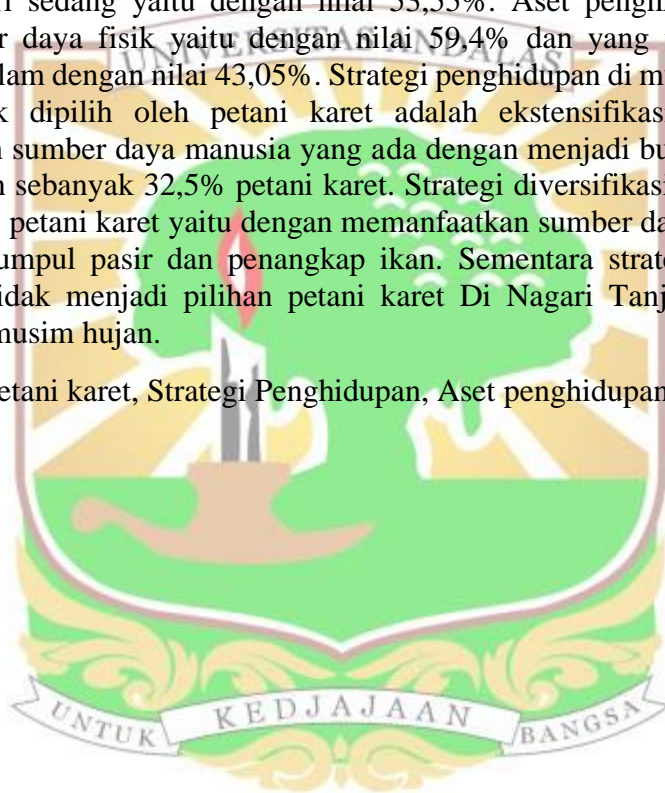 ri sedang yaitu dengan nilai 53,55%. Aset penghi
r daya fisik yaitu dengan nilai 59,4% dan yang
UNIVERSITAS ANDALAS
alam dengan nilai 43,05%. Strategi penghidupan di m
k dipilih oleh petani karet adalah ekstensifikas
n sumber daya manusia yang ada dengan menjadi bu
n sebanyak 32,5% petani karet. Strategi diversifikasi
petani karet yaitu dengan memanfaatkan sumber da
umpul pasir dan penangkap ikan. Sementara strate
idak menjadi pilihan petani karet Di Nagari Tanj
musim hujan.
etani karet, Strategi Penghidupan, Aset penghidupan
UNTUK KEDJAJAAN BANGSA